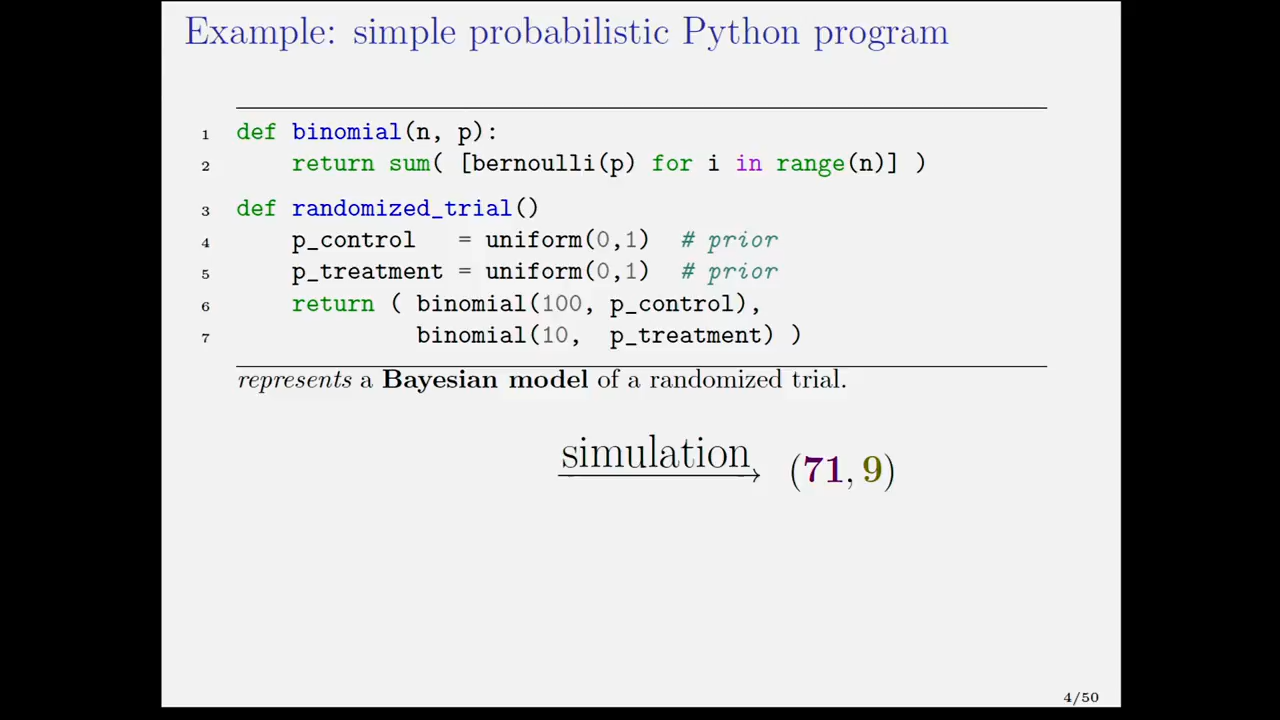 Example: simple probabilistic Python program
1 def binomial(n, p):
2 return sum( [bernoulli(p) for i in range(n)] )
3 def randomized_trial()
4 p_control = uniform(0,1) # prior
5 p_treatment = uniform(0,1) # prior
6 return ( binomial(100, p_control),
7 binomial(10, p_treatment) )
represents a Bayesian model of a randomized trial.
simulation (71, 9)
4/50